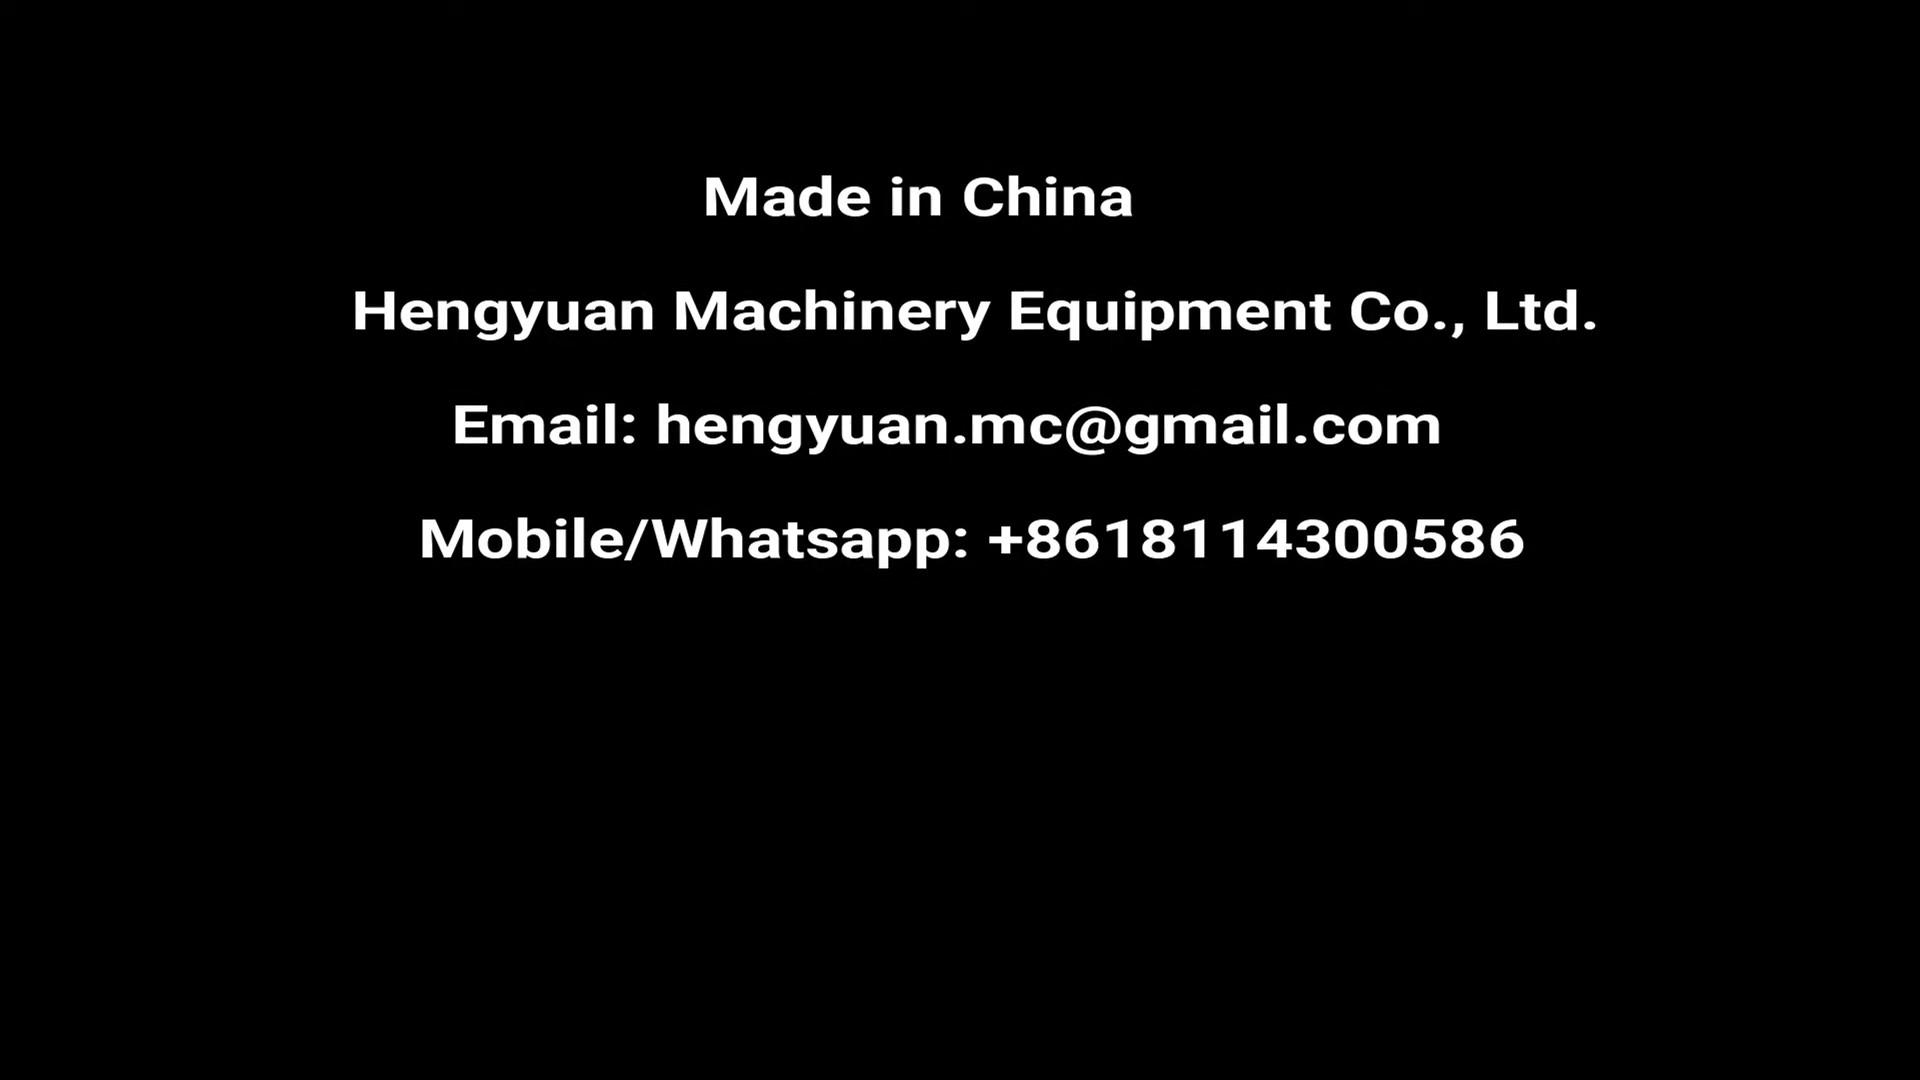 Made in China
Hengyuan Machinery Equipment Co., Ltd.
Email: hengyuan.mc@gmail.com
Mobile/Whatsapp: +8618114300586